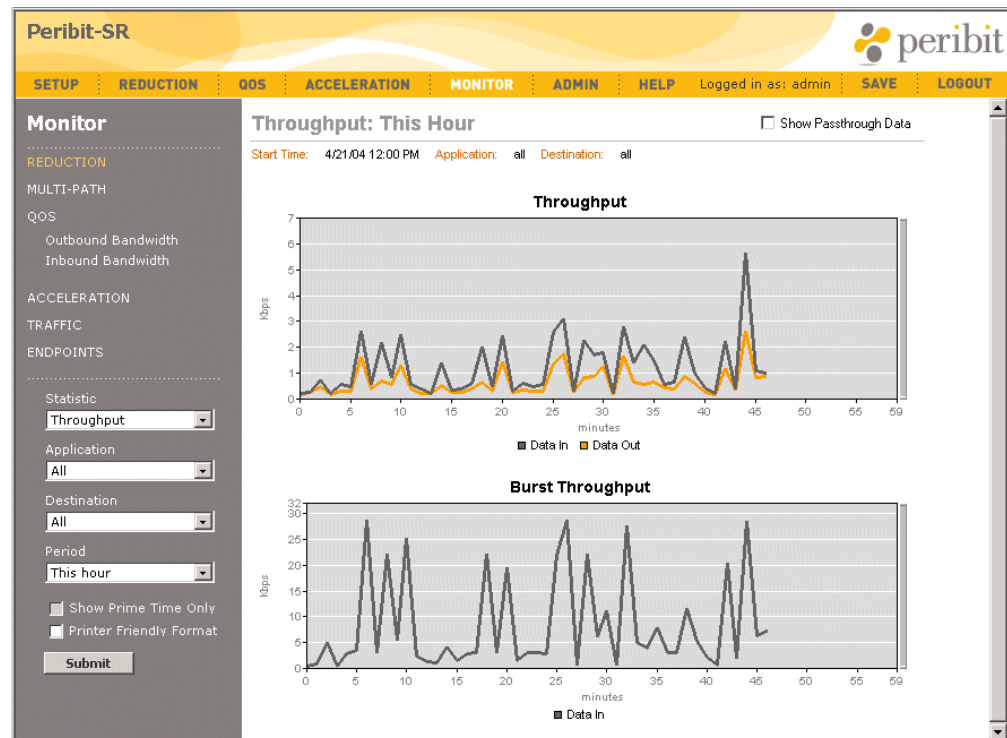 Peribit-SR
peribit
SETUP REDUCTION QOS ACCELERATION MONITOR ADMIN HELP Logged in as: admin SAVE LOGOUT
Monitor
REDUCTION
MULTI-PATH
QOS
Outbound Bandwidth
Inbound Bandwidth
ACCELERATION
TRAFFIC
ENDPOINTS
Statistic
Throughput
Application
All
Destination
All
Period
This hour
Show Prime Time Only
Printer Friendly Format
Submit
Throughput: This Hour
Show Passthrough Data
Start Time: 4/21/04 12:00 PM Application: all Destination: all
Throughput
7
6
5
4
3
2
1
0
Kbps
0 5 10 15 20 25 30 35 40 45 50 55 59
minutes
Data In Data Out
Burst Throughput
32
30
25
20
15
10
5
0
Kbps
0 5 10 15 20 25 30 35 40 45 50 55 59
minutes
Data In